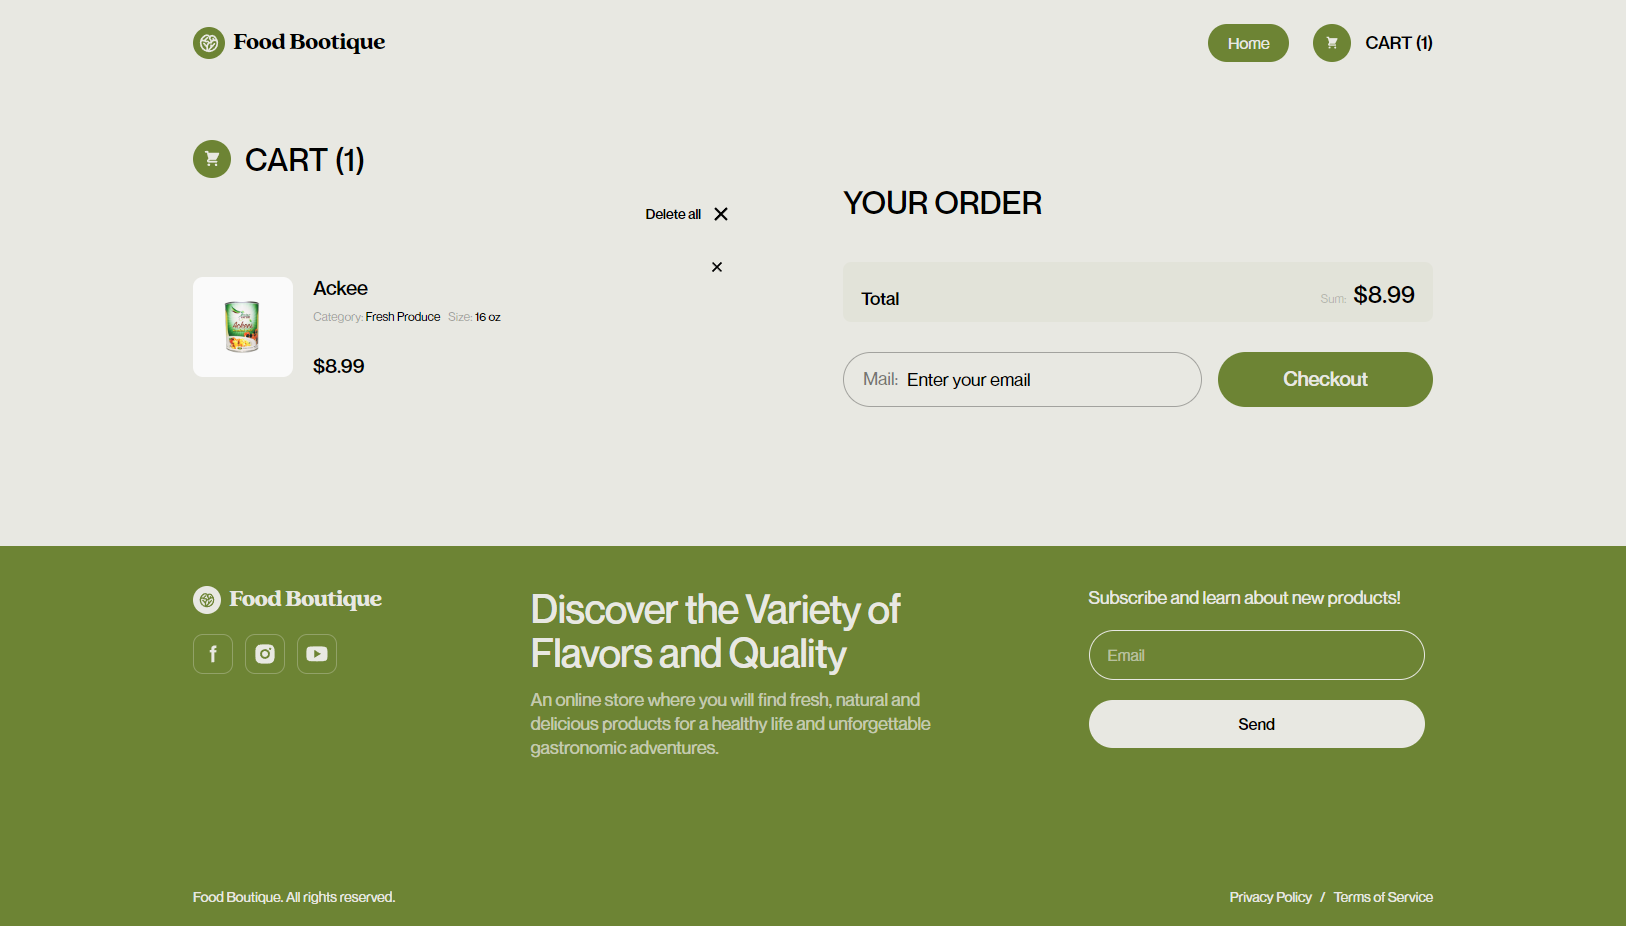 Food Bootique
Home
CART (1)
CART (1)
Delete all
Ackee
Category: Fresh Produce Size: 16 oz
$8.99
YOUR ORDER
Total
Sum: $8.99
Mail: Enter your email
Checkout
Food Boutique
f
Discover the Variety of
Flavors and Quality
An online store where you will find fresh, natural and
delicious products for a healthy life and unforgettable
gastronomic adventures.
Subscribe and learn about new products!
Email
Send
Food Boutique. All rights reserved.
Privacy Policy / Terms of Service